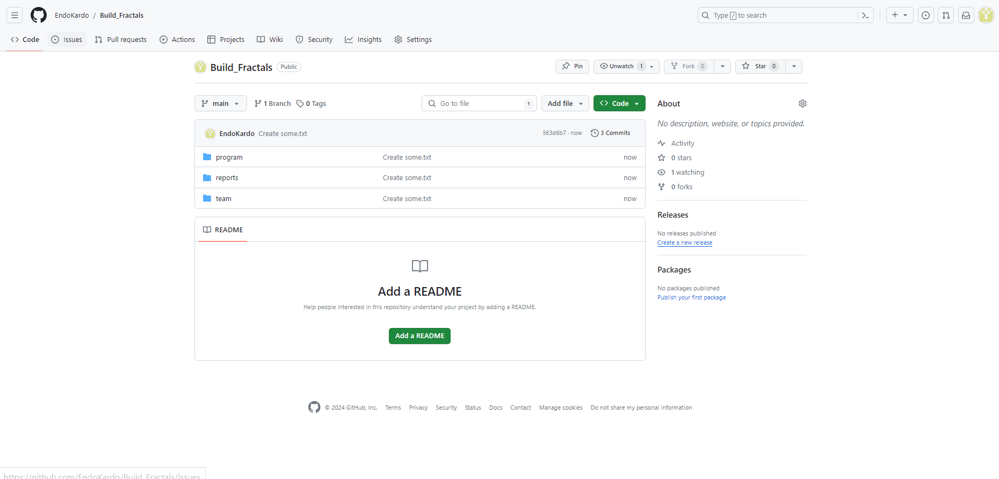 EndoKardo / Build_Fractals
Type / to search
Code Issues Pull requests Actions Projects Wiki Security Insights Settings
Build_Fractals Public
Pin Unwatch 1 Fork 0 Star 0
main 1 Branch 0 Tags Go to file t Add file Code
EndoKardo Create some.txt 563d6b7 · now 3 Commits
program Create some.txt now
reports Create some.txt now
team Create some.txt now
README
Add a README
Help people interested in this repository understand your project by adding a README.
Add a README
About
No description, website, or topics provided.
Activity
0 stars
1 watching
0 forks
Releases
No releases published
Create a new release
Packages
No packages published
Publish your first package
© 2024 GitHub, Inc. Terms Privacy Security Status Docs Contact Manage cookies Do not share my personal information
https://github.com/EndoKardo/Build_Fractals/issues